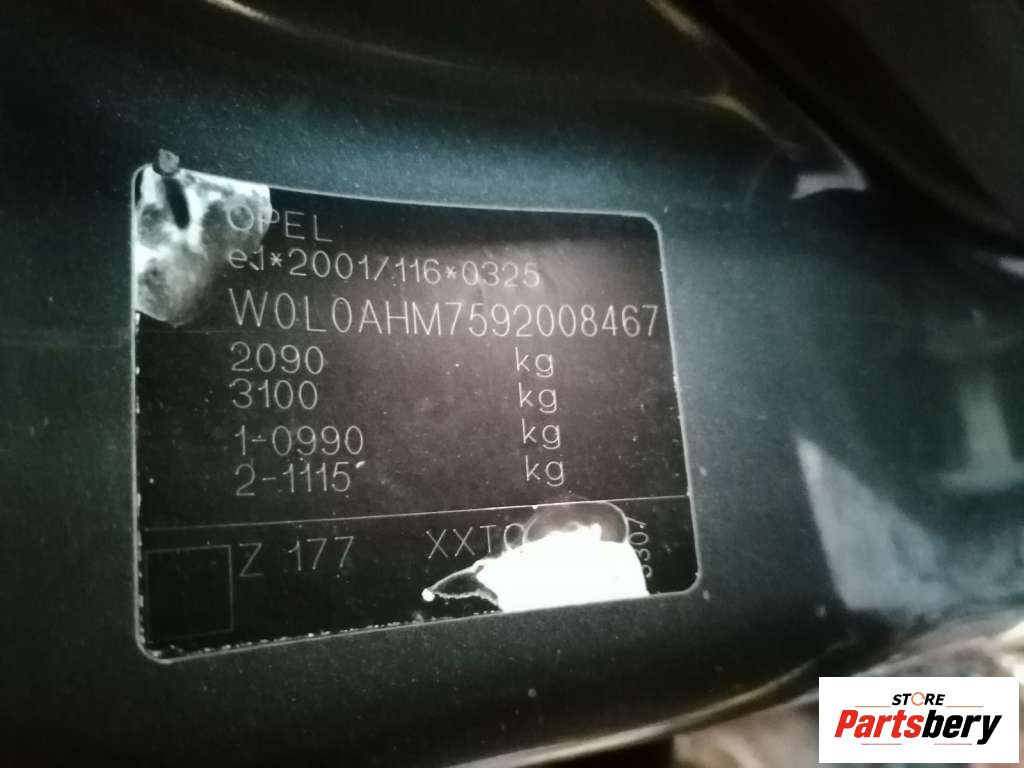 OPEL
e1*2001/116*0325
W0L0AHM7592008467
2090 kg
3100 kg
1-0990 kg
2-1115 kg
Z 177
STORE
Partsbery